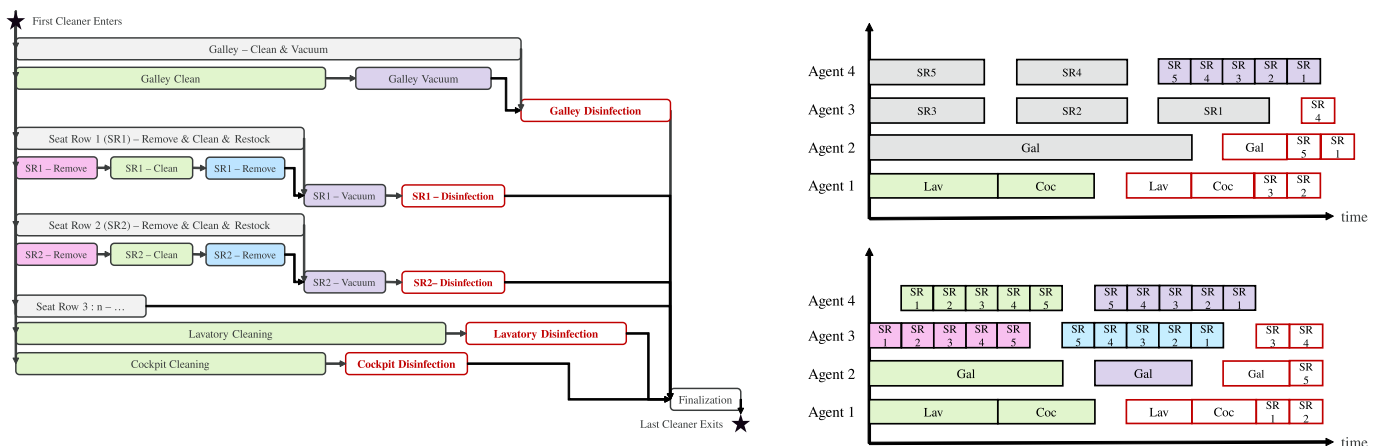 First Cleaner Enters
Galley – Clean & Vacuum
Galley Clean
Galley Vacuum
Galley Disinfection
Seat Row 1 (SR1) – Remove & Clean & Restock
SR1 – Remove
SR1 – Clean
SR1 – Remove
SR1 – Vacuum
SR1 – Disinfection
Seat Row 2 (SR2) – Remove & Clean & Restock
SR2 – Remove
SR2 – Clean
SR2 – Remove
SR2 – Vacuum
SR2– Disinfection
Seat Row 3 : n – …
Lavatory Cleaning
Lavatory Disinfection
Cockpit Cleaning
Cockpit Disinfection
Finalization
Last Cleaner Exits
Agent 4
SR5
SR4
SR 5
SR 4
SR 3
SR 2
SR 1
Agent 3
SR3
SR2
SR1
SR 4
Agent 2
Gal
Gal
SR 5
SR 1
Agent 1
Lav
Coc
Lav
Coc
SR 3
SR 2
time
Agent 4
SR 1
SR 2
SR 3
SR 4
SR 5
SR 5
SR 4
SR 3
SR 2
SR 1
Agent 3
SR 1
SR 2
SR 3
SR 4
SR 5
SR 5
SR 4
SR 3
SR 2
SR 1
SR 3
SR 4
Agent 2
Gal
Gal
Gal
SR 5
Agent 1
Lav
Coc
Lav
Coc
SR 1
SR 2
time